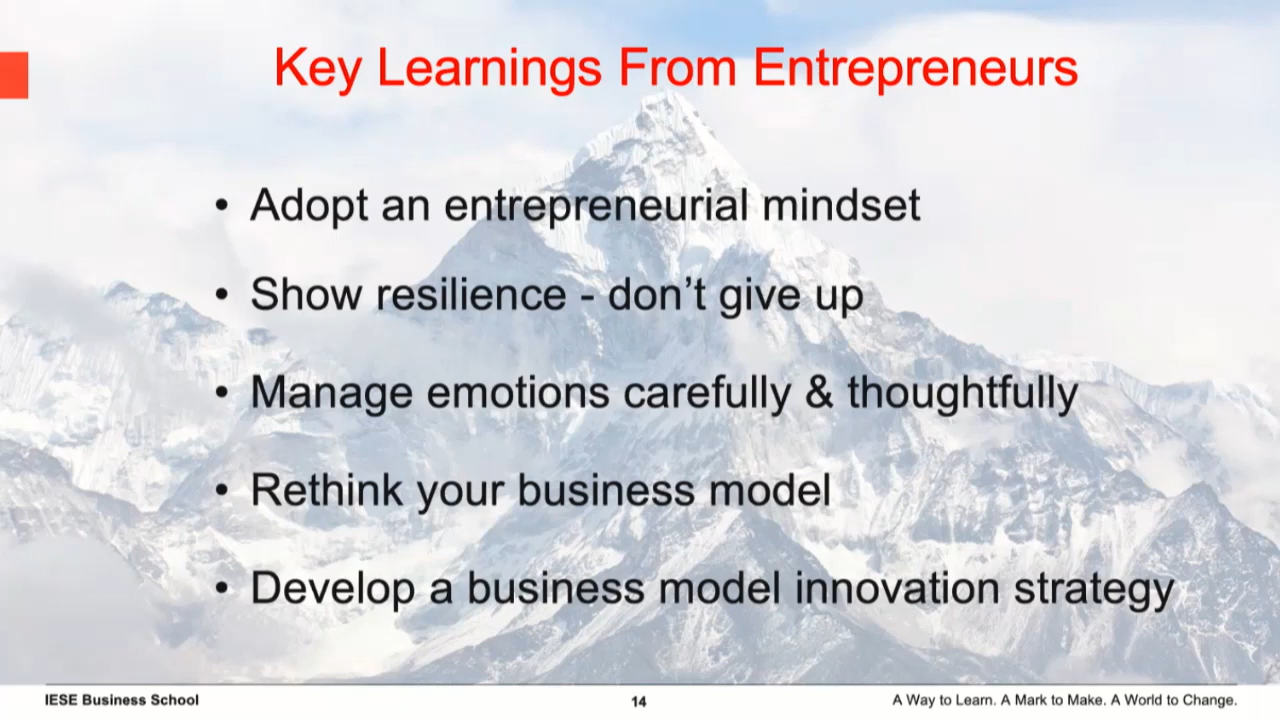 Key Learnings From Entrepreneurs
• Adopt an entrepreneurial mindset
• Show resilience - don’t give up
• Manage emotions carefully & thoughtfully
• Rethink your business model
• Develop a business model innovation strategy
IESE Business School
14
A Way to Learn. A Mark to Make. A World to Change.